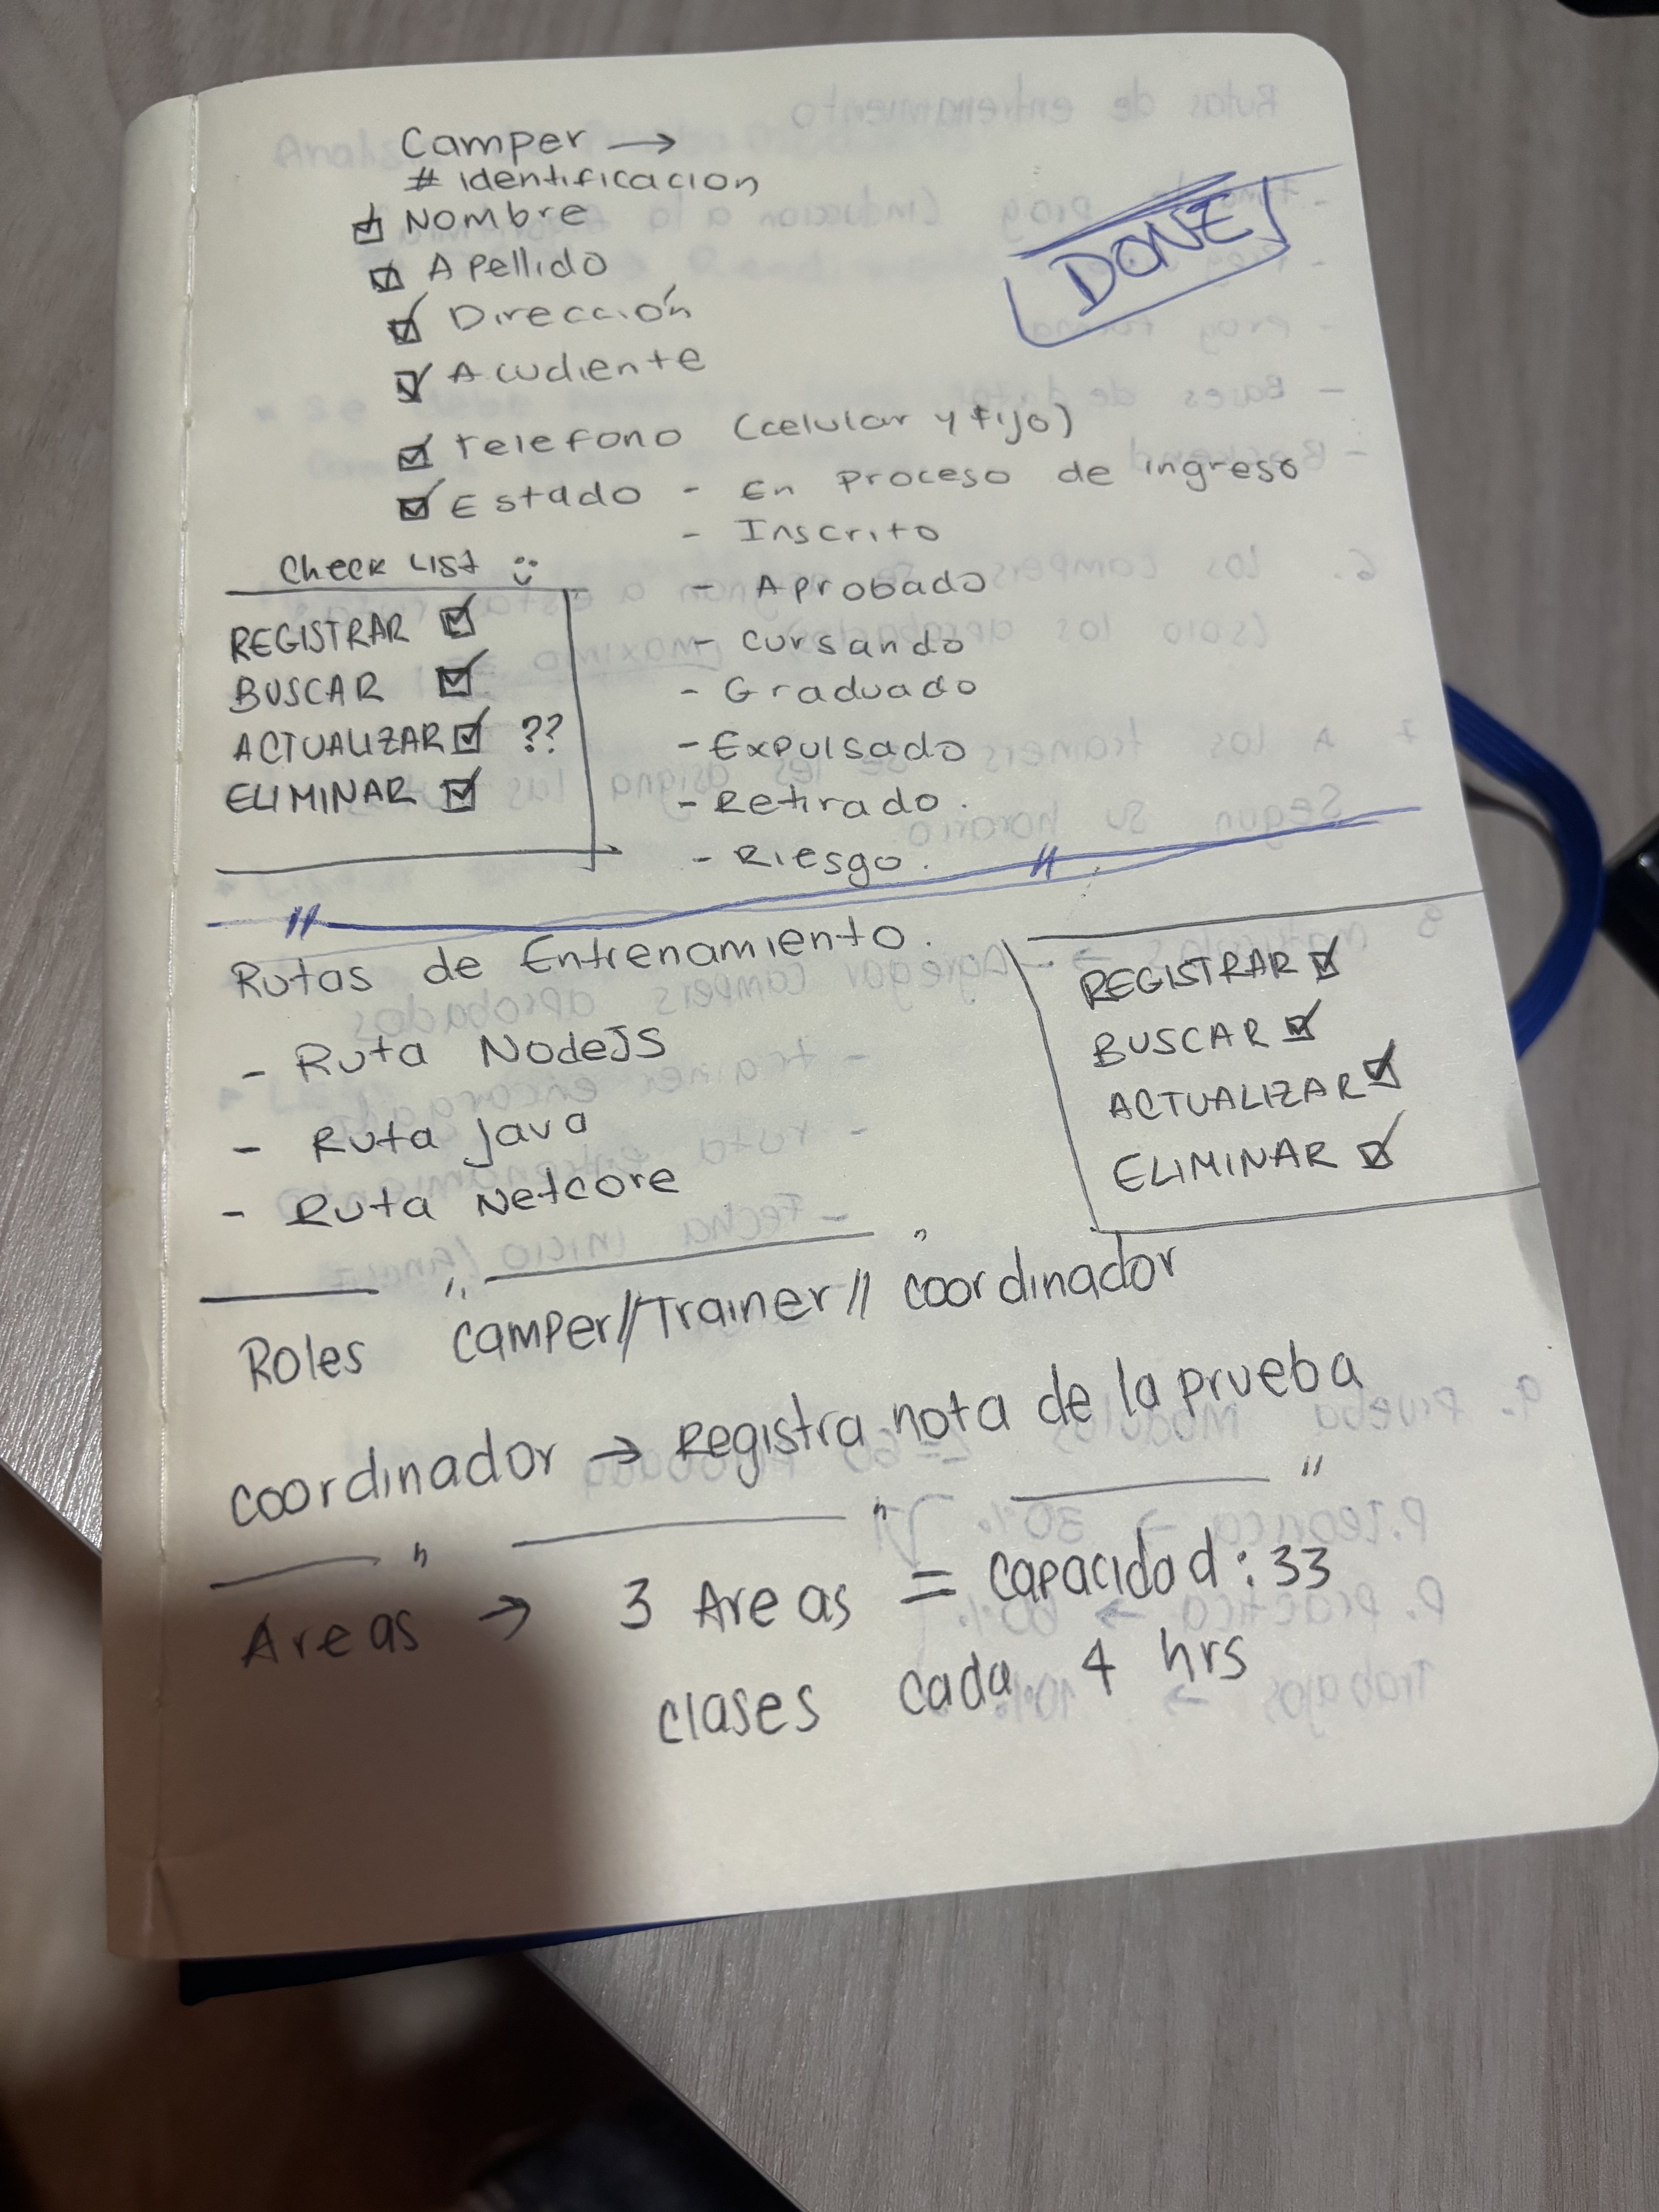 Camper →
# identificacion
☑ Nombre
☑ Apellido
☑ Dirección
☑ Acudiente
☑ Telefono (celular y fijo)
☑ Estado - En Proceso de ingreso
- Inscrito
- Aprobado
- Cursando
- Graduado
- Expulsado
- Retirado.
- Riesgo.
DONE
Check List
REGISTRAR ☑
BUSCAR ☑
ACTUALIZAR ☑ ??
ELIMINAR ☑
Rutas de Entrenamiento.
- Ruta NodeJS
- Ruta Java
- Ruta Netcore
REGISTRAR ☑
BUSCAR ☑
ACTUALIZAR ☑
ELIMINAR ☑
Roles camper//Trainer// coordinador
coordinador → Registra nota de la prueba
Areas → 3 Areas = capacidad: 33
clases cada 4 hrs